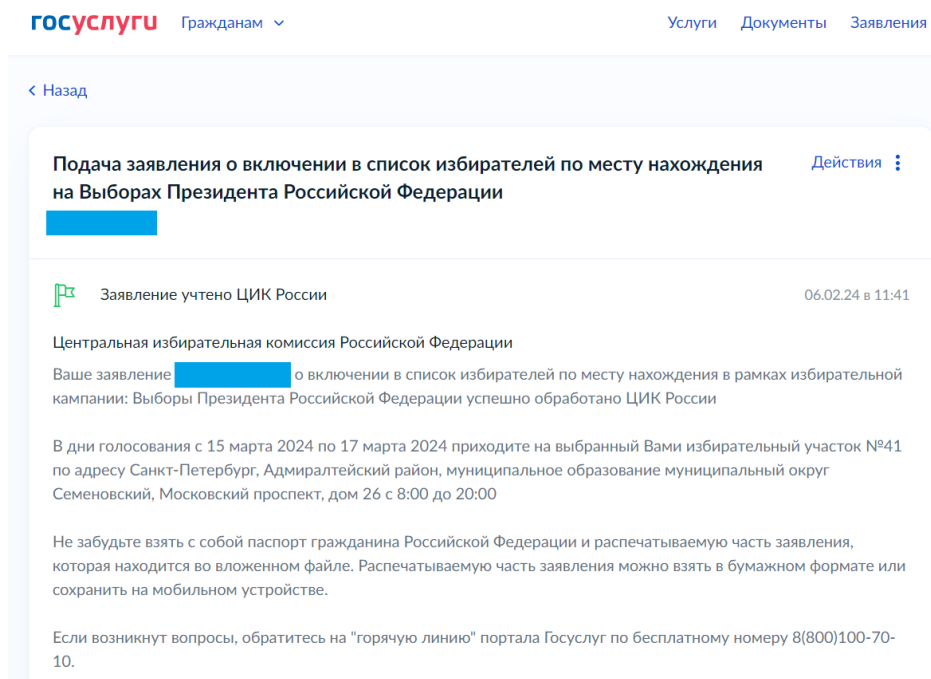 госуслуги Гражданам Услуги Документы Заявления
Назад
Подача заявления о включении в список избирателей по месту нахождения Действия
на Выборах Президента Российской Федерации
Заявление учтено ЦИК России 06.02.24 в 11:41
Центральная избирательная комиссия Российской Федерации
Ваше заявление о включении в список избирателей по месту нахождения в рамках избирательной
кампании: Выборы Президента Российской Федерации успешно обработано ЦИК России
В дни голосования с 15 марта 2024 по 17 марта 2024 приходите на выбранный Вами избирательный участок №41
по адресу Санкт-Петербург, Адмиралтейский район, муниципальное образование муниципальный округ
Семеновский, Московский проспект, дом 26 с 8:00 до 20:00
Не забудьте взять с собой паспорт гражданина Российской Федерации и распечатываемую часть заявления,
которая находится во вложенном файле. Распечатываемую часть заявления можно взять в бумажном формате или
сохранить на мобильном устройстве.
Если возникнут вопросы, обратитесь на "горячую линию" портала Госуслуг по бесплатному номеру 8(800)100-70-
10.